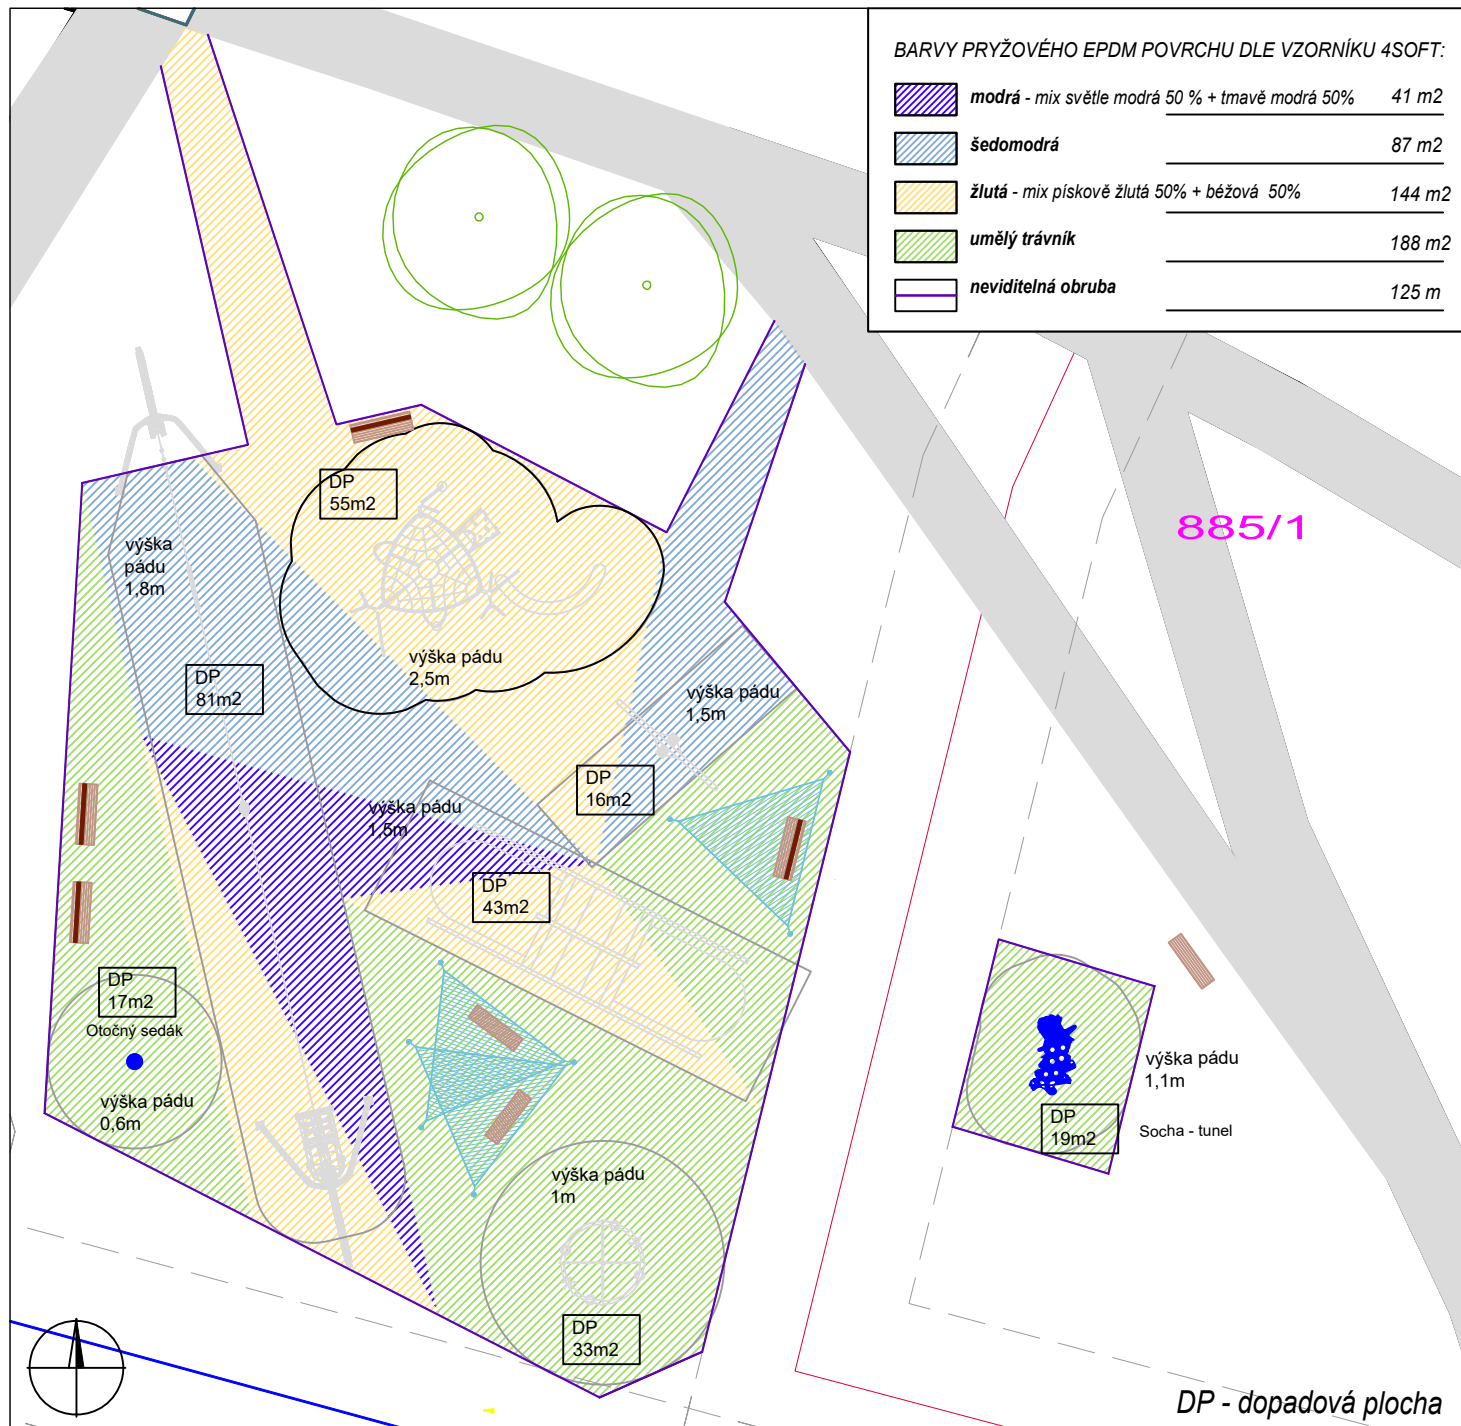 BARVY PRYŽOVÉHO EPDM POVRCHU DLE VZORNÍKU 4SOFT:
modrá - mix světle modrá 50 % + tmavě modrá 50% 41 m2
šedomodrá 87 m2
žlutá - mix pískově žlutá 50% + béžová 50% 144 m2
umělý trávník 188 m2
neviditelná obruba 125 m
DP
55m2
885/1
výška
pádu
1,8m
výška pádu
2,5m
DP
81m2
výška pádu
1,5m
DP
16m2
výška pádu
1,5m
DP
43m2
DP
17m2
Otočný sedák
výška pádu
0,6m
výška pádu
1,1m
DP
19m2
Socha - tunel
výška pádu
1m
DP
33m2
DP - dopadová plocha